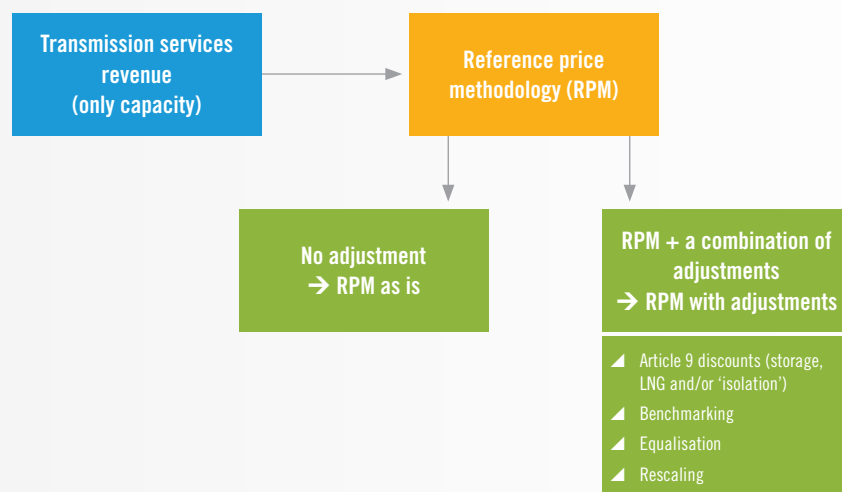 Transmission services
revenue
(only capacity)
Reference price
methodology (RPM)
No adjustment
→ RPM as is
RPM + a combination of
adjustments
→ RPM with adjustments
Article 9 discounts (storage,
LNG and/or ‘isolation’)
Benchmarking
Equalisation
Rescaling